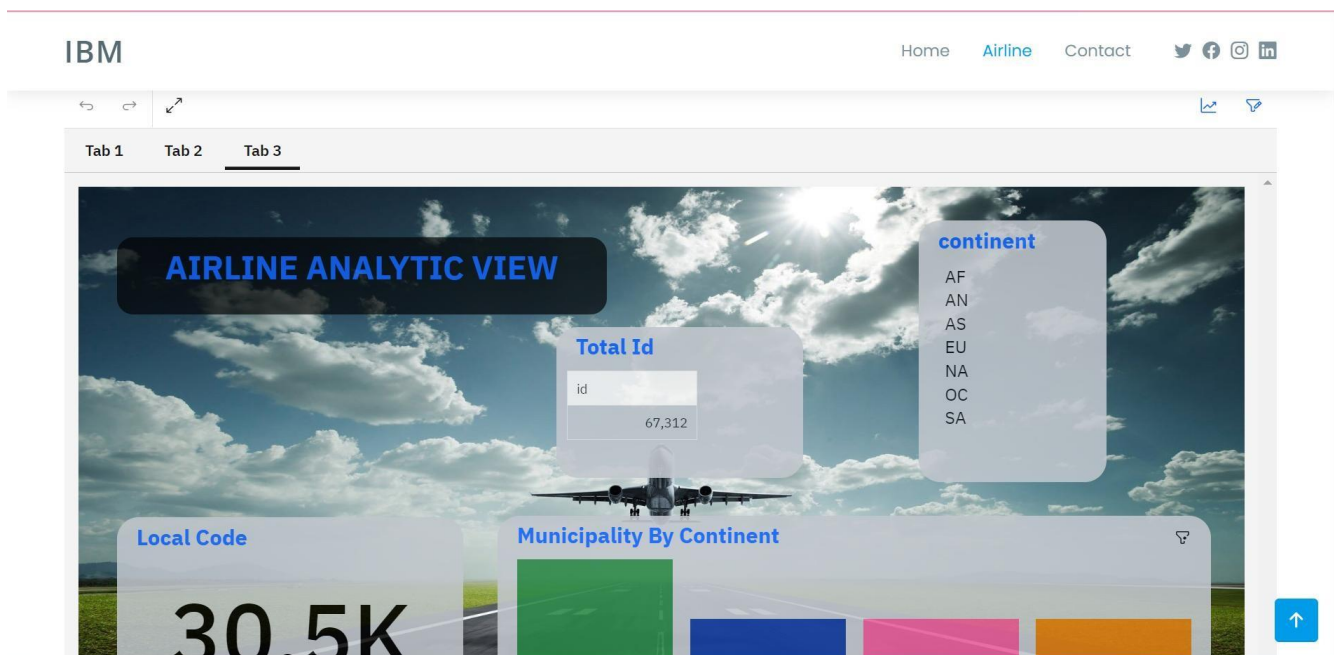 IBM
Home Airline Contact
Tab 1 Tab 2 Tab 3
AIRLINE ANALYTIC VIEW
continent
AF
AN
AS
EU
NA
OC
SA
Total Id
id
67,312
Local Code
30.5K
Municipality By Continent